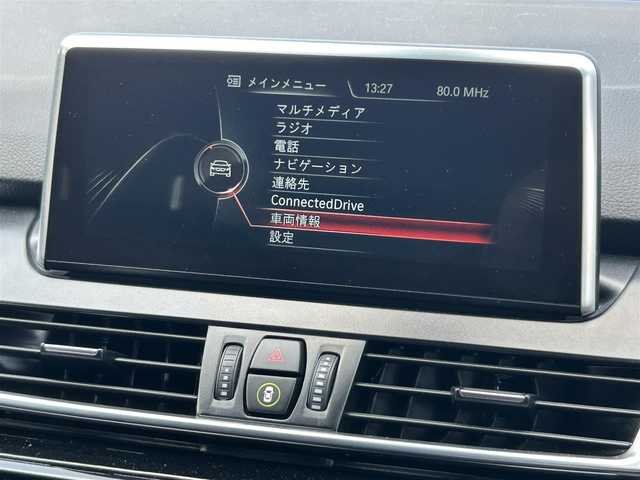 メインメニュー 13:27 80.0 MHz
マルチメディア
ラジオ
電話
ナビゲーション
連絡先
ConnectedDrive
車両情報
設定